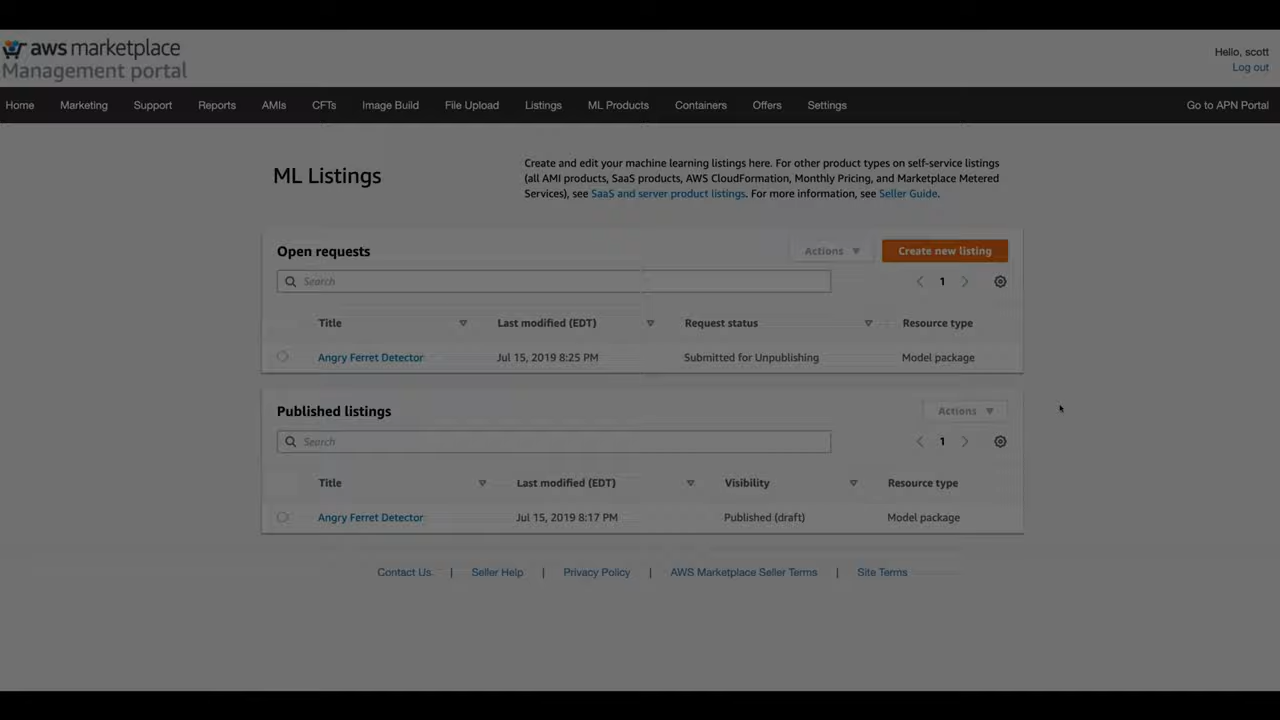 aws marketplace
Management portal
Hello, scott
Log out
Home Marketing Support Reports AMIs CFTs Image Build File Upload Listings ML Products Containers Offers Settings Go to APN Portal
ML Listings
Create and edit your machine learning listings here. For other product types on self-service listings
(all AMI products, SaaS products, AWS CloudFormation, Monthly Pricing, and Marketplace Metered
Services), see SaaS and server product listings. For more information, see Seller Guide.
Open requests Actions Create new listing
Search 1
Title Last modified (EDT) Request status Resource type
Angry Ferret Detector Jul 15, 2019 8:25 PM Submitted for Unpublishing Model package
Published listings Actions
Search 1
Title Last modified (EDT) Visibility Resource type
Angry Ferret Detector Jul 15, 2019 8:17 PM Published (draft) Model package
Contact Us | Seller Help | Privacy Policy | AWS Marketplace Seller Terms | Site Terms